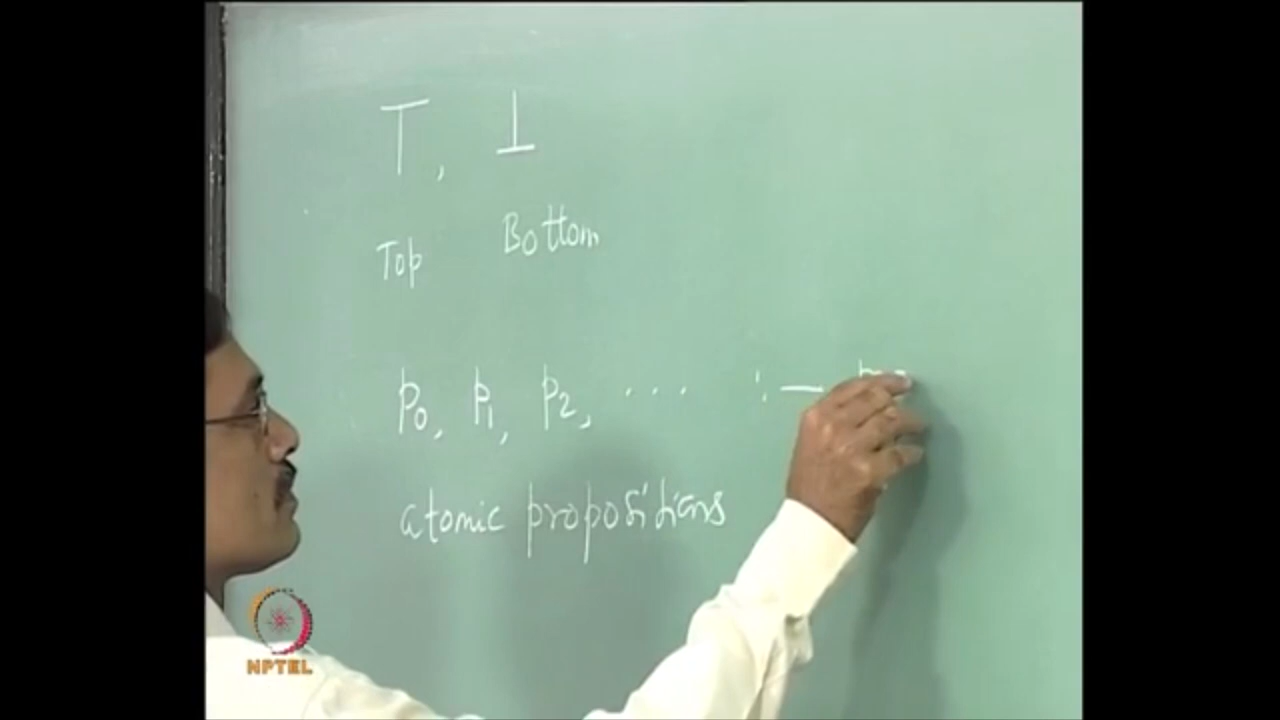 ⊤, ⊥
Top Bottom
p0, p1, p2, ... :—
atomic propositions
NPTEL